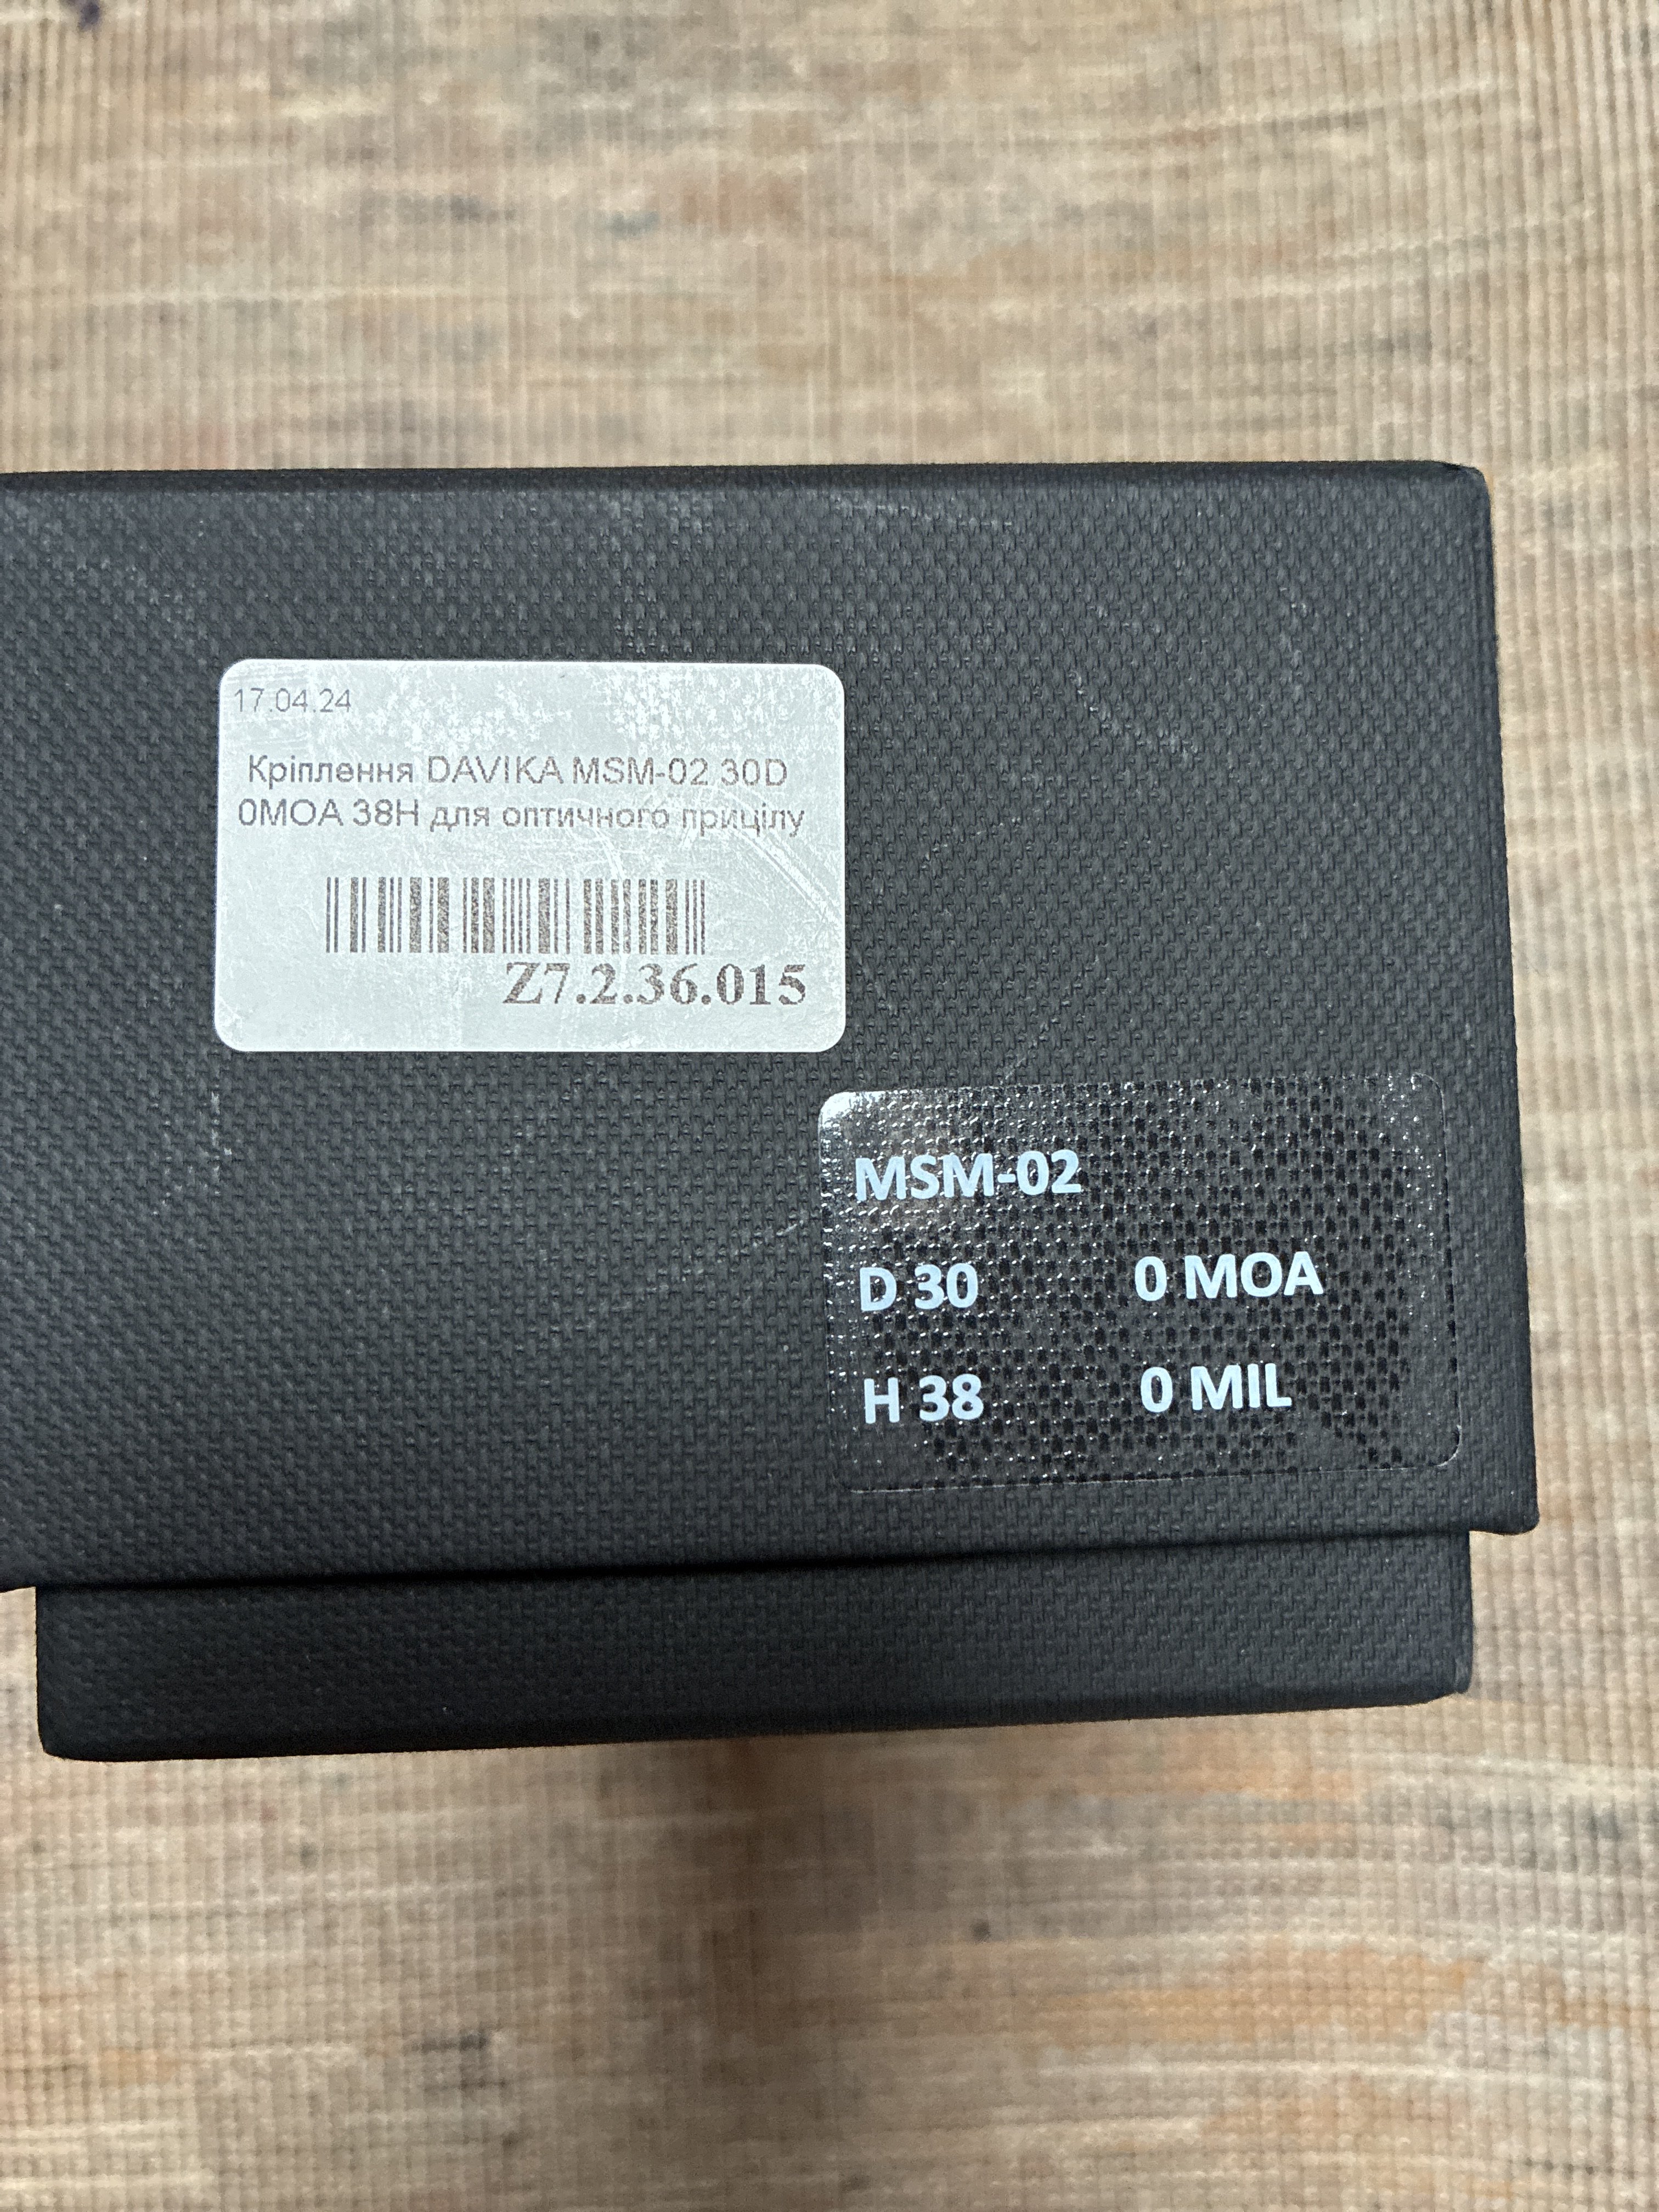 17.04.24
Кріплення DAVIKA MSM-02 30D
0MOA 38H для оптичного прицілу
Z7.2.36.015
MSM-02
D 30 0 MOA
H 38 0 MIL